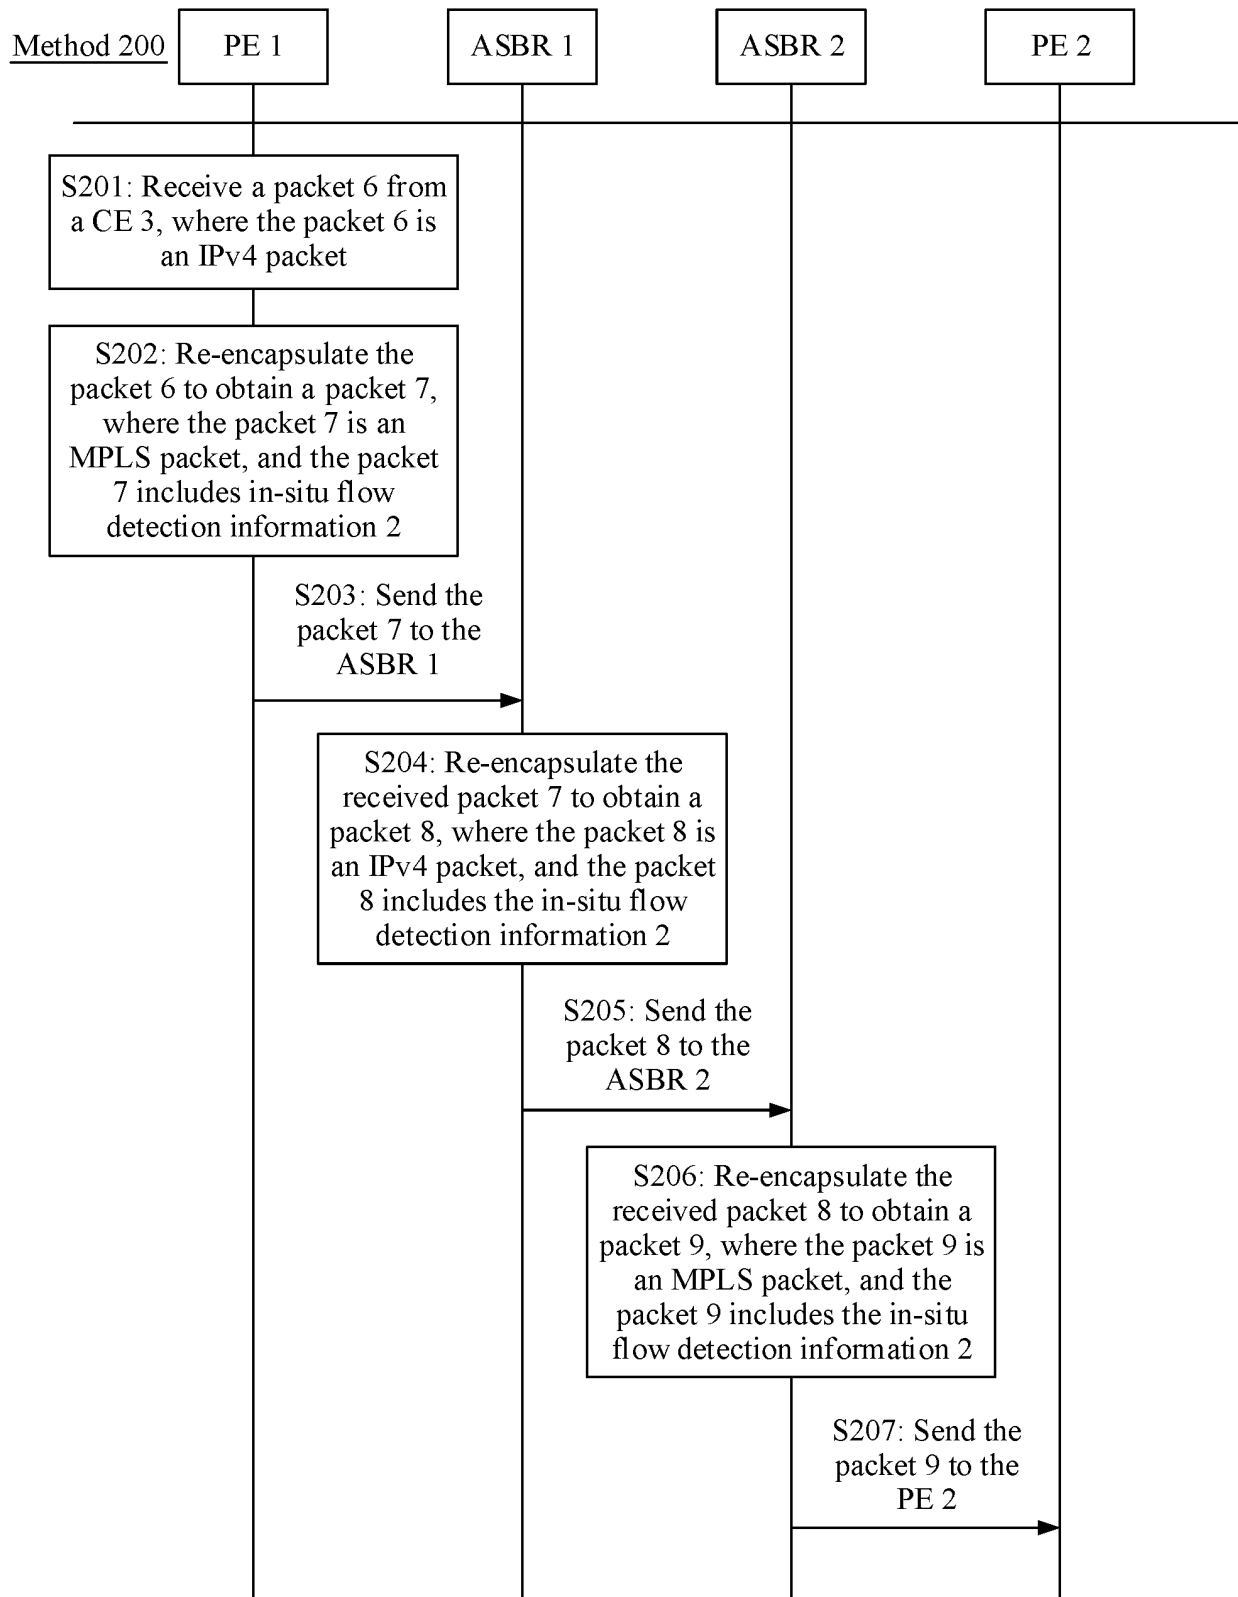 Method 200
PE 1
ASBR 1
ASBR 2
PE 2
S201: Receive a packet 6 from
a CE 3, where the packet 6 is
an IPv4 packet
S202: Re-encapsulate the
packet 6 to obtain a packet 7,
where the packet 7 is an
MPLS packet, and the packet
7 includes in-situ flow
detection information 2
S203: Send the
packet 7 to the
ASBR 1
S204: Re-encapsulate the
received packet 7 to obtain a
packet 8, where the packet 8 is
an IPv4 packet, and the packet
8 includes the in-situ flow
detection information 2
S205: Send the
packet 8 to the
ASBR 2
S206: Re-encapsulate the
received packet 8 to obtain a
packet 9, where the packet 9 is
an MPLS packet, and the
packet 9 includes the in-situ
flow detection information 2
S207: Send the
packet 9 to the
PE 2